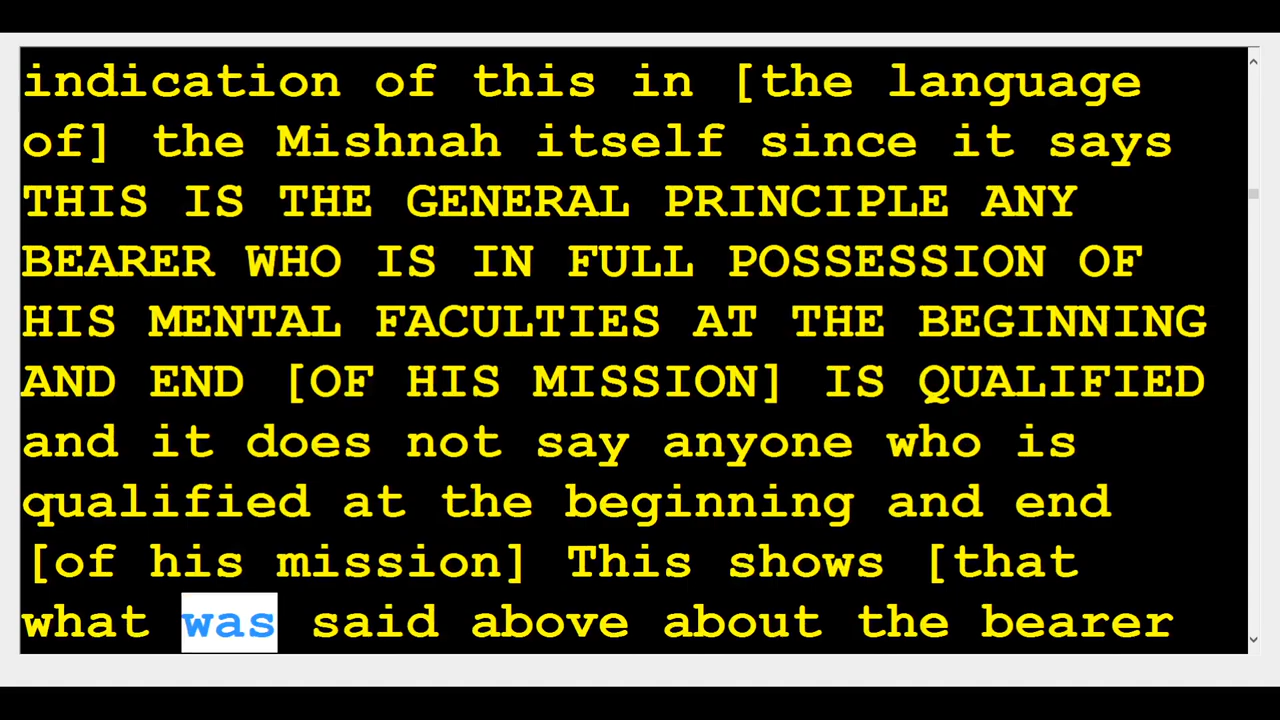 indication of this in [the language
of] the Mishnah itself since it says
THIS IS THE GENERAL PRINCIPLE ANY
BEARER WHO IS IN FULL POSSESSION OF
HIS MENTAL FACULTIES AT THE BEGINNING
AND END [OF HIS MISSION] IS QUALIFIED
and it does not say anyone who is
qualified at the beginning and end
[of his mission] This shows [that
what was said above about the bearer